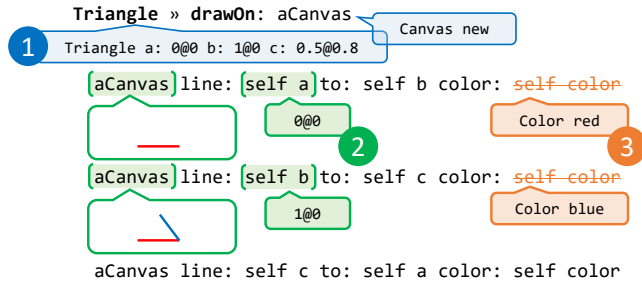 Triangle » drawOn: aCanvas
Canvas new
1
Triangle a: 0@0 b: 1@0 c: 0.5@0.8
aCanvas line: self a to: self b color: self color
0@0
Color red
2
3
aCanvas line: self b to: self c color: self color
1@0
Color blue
aCanvas line: self c to: self a color: self color